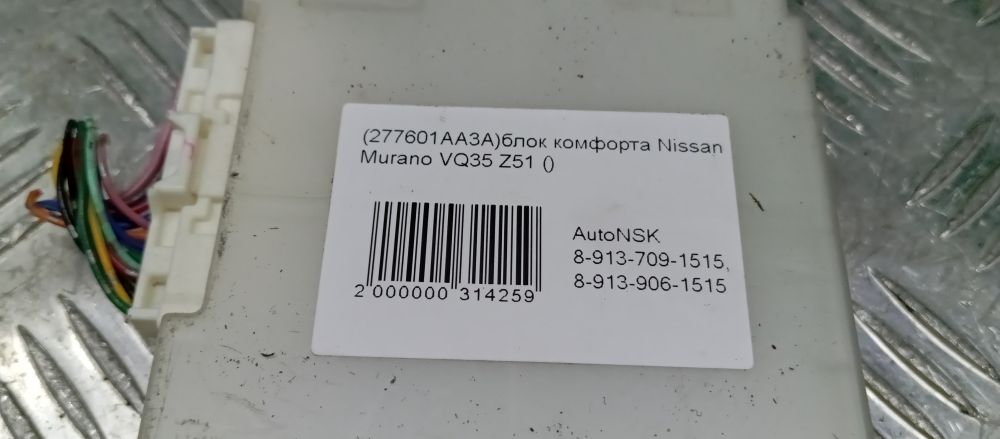 (277601AA3A)блок комфорта Nissan
Murano VQ35 Z51 ()
AutoNSK
8-913-709-1515,
8-913-906-1515
2 000000 314259